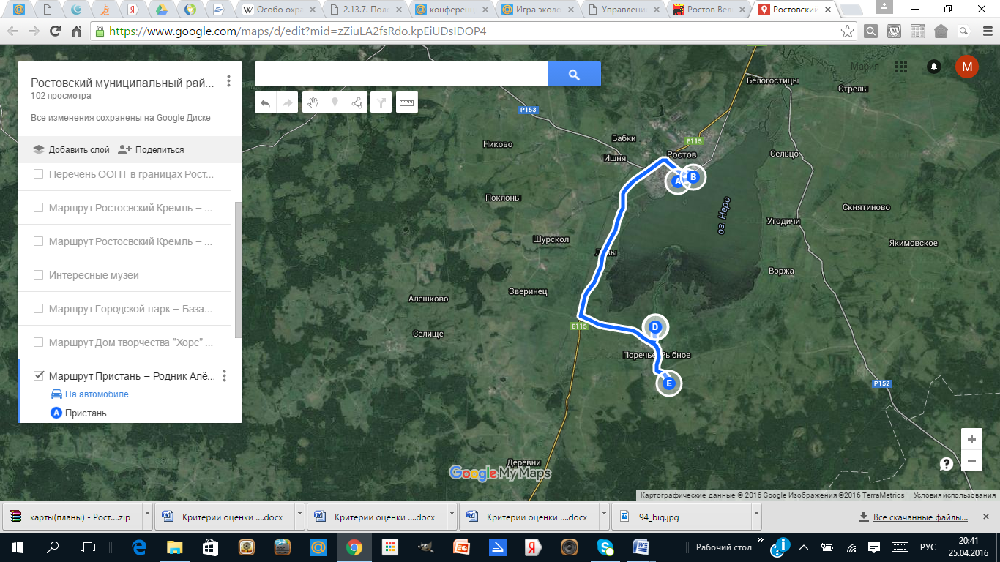 Особо охра
2.13.7. Поло
конференц
Игра эколо
Управлени
Ростов Вел
Ростовский
https://www.google.com/maps/d/edit?mid=zZiuLA2fsRdo.kpEiUDsIDOP4
Ростовский муниципальный рай...
102 просмотра
Все изменения сохранены на Google Диске
Добавить слой Поделиться
Перечень ООПТ в границах Рост...
Маршрут Ростосвский Кремль – ...
Маршрут Ростосвский Кремль – ...
Интересные музеи
Маршрут Городской парк – База...
Маршрут Дом творчества "Хорс" ...
Маршрут Пристань – Родник Алё...
На автомобиле
A Пристань
Мария
M
Белогостицы
Стрелы
P153
Бабки
E115
Никово
Ишня
Ростов
Сельцо
A
B
Поклоны
оз. Неро
Скнятиново
Угодичи
Шурскол
Якимовское
Львы
Воржа
Зверинец
Алешково
E115
D
Селище
Поречье-Рыбное
E
P152
Деревни
Google My Maps
Картографические данные © 2016 Google Изображения ©2016 TerraMetrics Условия использования
карты(планы) - Рост....zip
Критерии оценки ....docx
Критерии оценки ....docx
Критерии оценки ....docx
94_big.jpg
Все скачанные файлы...
Рабочий стол
РУС
20:41
25.04.2016